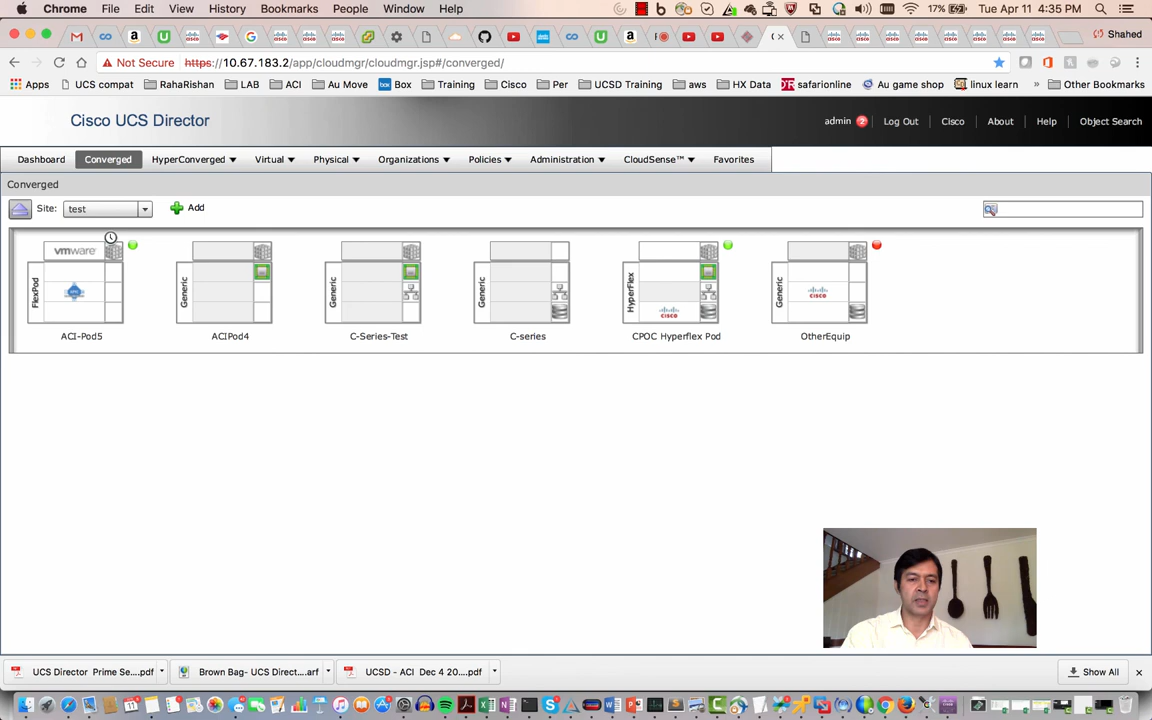 Chrome File Edit View History Bookmarks People Window Help 17% Tue Apr 11 4:35 PM
Shahed
Not Secure https://10.67.183.2/app/cloudmgr/cloudmgr.jsp#/converged/
Apps UCS compat RahaRishan LAB ACI Au Move Box Training Cisco Per UCSD Training aws HX Data safarionline Au game shop linux learn » Other Bookmarks
Cisco UCS Director
admin 2 Log Out Cisco About Help Object Search
Dashboard Converged HyperConverged Virtual Physical Organizations Policies Administration CloudSense™ Favorites
Converged
Site: test Add
vmware
FlexPod Generic Generic Generic HyperFlex Generic
cisco
cisco
ACI-Pod5 ACIPod4 C-Series-Test C-series CPOC Hyperflex Pod OtherEquip
UCS Director Prime Se....pdf Brown Bag- UCS Direct....arf UCSD - ACI Dec 4 20....pdf Show All